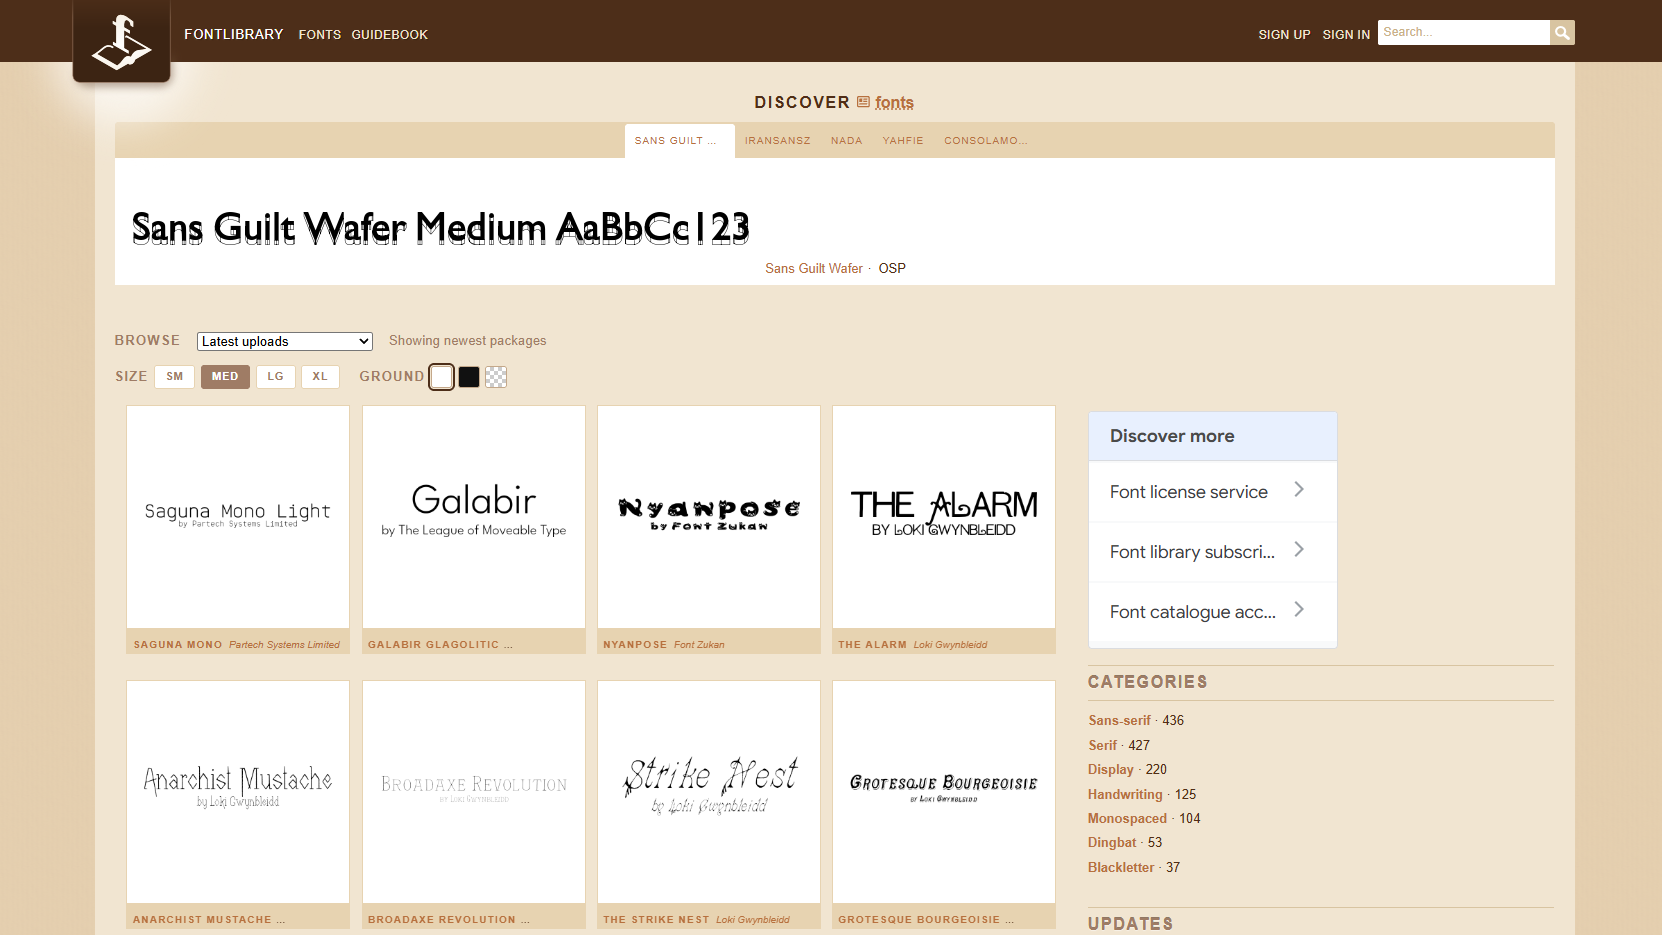 FONTLIBRARY FONTS GUIDEBOOK
SIGN UP SIGN IN Search...
DISCOVER fonts
SANS GUILT ... IRANSANSZ NADA YAHFIE CONSOLAMO...
Sans Guilt Wafer Medium AaBbCc123
Sans Guilt Wafer · OSP
BROWSE Latest uploads Showing newest packages
SIZE SM MED LG XL GROUND
Saguna Mono Light
by Partech Systems Limited
SAGUNA MONO Partech Systems Limited
Galabir
by The League of Moveable Type
GALABIR GLAGOLITIC ...
Nyanpose
by Font Zukan
NYANPOSE Font Zukan
THE ALARM
BY LOKI GWYNBLEIDD
THE ALARM Loki Gwynbleidd
Anarchist Mustache
by Loki Gwynbleidd
ANARCHIST MUSTACHE ...
BROADAXE REVOLUTION
BY LOKI GWYNBLEIDD
BROADAXE REVOLUTION ...
Strike Nest
by Loki Gwynbleidd
THE STRIKE NEST Loki Gwynbleidd
GROTESQUE BOURGEOISIE
BY LOKI GWYNBLEIDD
GROTESQUE BOURGEOISIE ...
Discover more
Font license service
Font library subscri...
Font catalogue acc...
CATEGORIES
Sans-serif · 436
Serif · 427
Display · 220
Handwriting · 125
Monospaced · 104
Dingbat · 53
Blackletter · 37
UPDATES